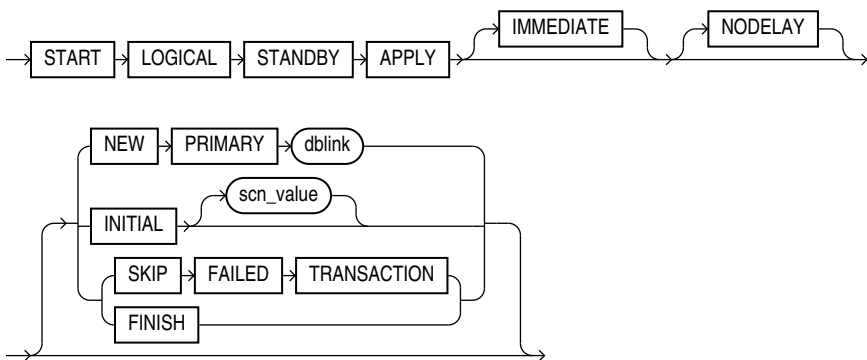 START LOGICAL STANDBY APPLY IMMEDIATE NODELAY
NEW PRIMARY dblink
INITIAL scn_value
SKIP FAILED TRANSACTION
FINISH